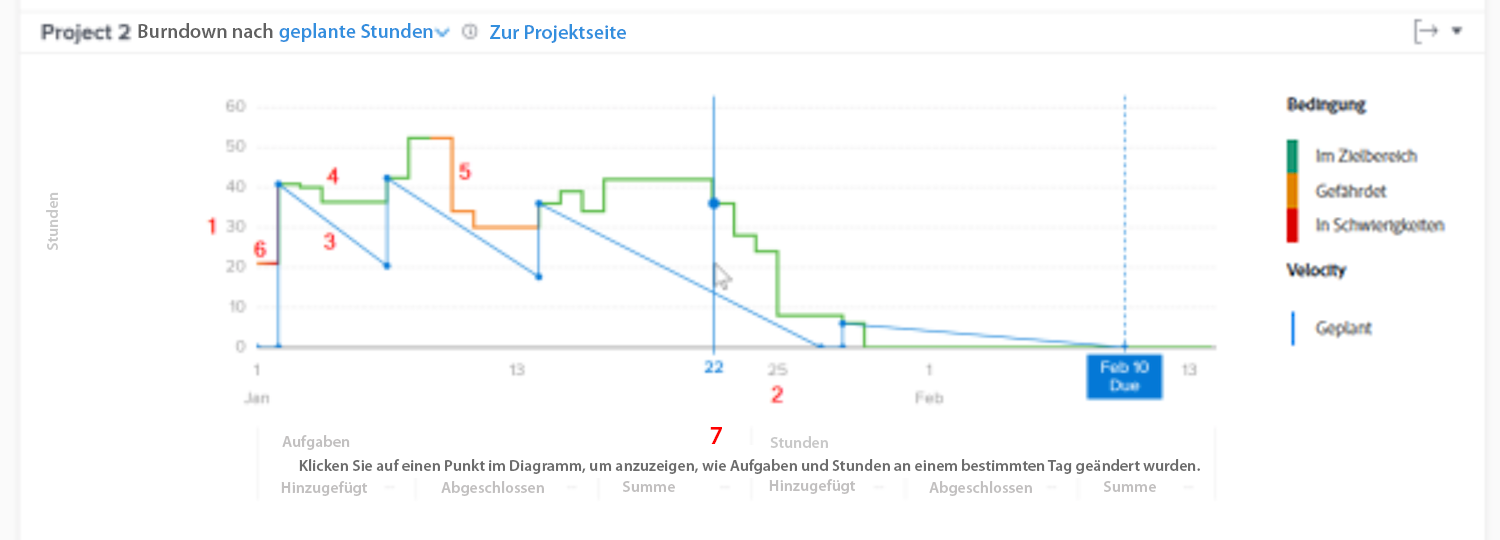 Project 2 Burndown nach geplante Stunden Zur Projektseite
Stunden
60
50
40
30
20
10
0
1
6
4
3
5
1
Jan
13
22
25
2
1
Feb
Feb 10
Due
13
Bedingung
Im Zielbereich
Gefährdet
In Schwierigkeiten
Velocity
Geplant
7
Aufgaben
Stunden
Klicken Sie auf einen Punkt im Diagramm, um anzuzeigen, wie Aufgaben und Stunden an einem bestimmten Tag geändert wurden.
Hinzugefügt -- Abgeschlossen -- Summe -- Hinzugefügt -- Abgeschlossen -- Summe --